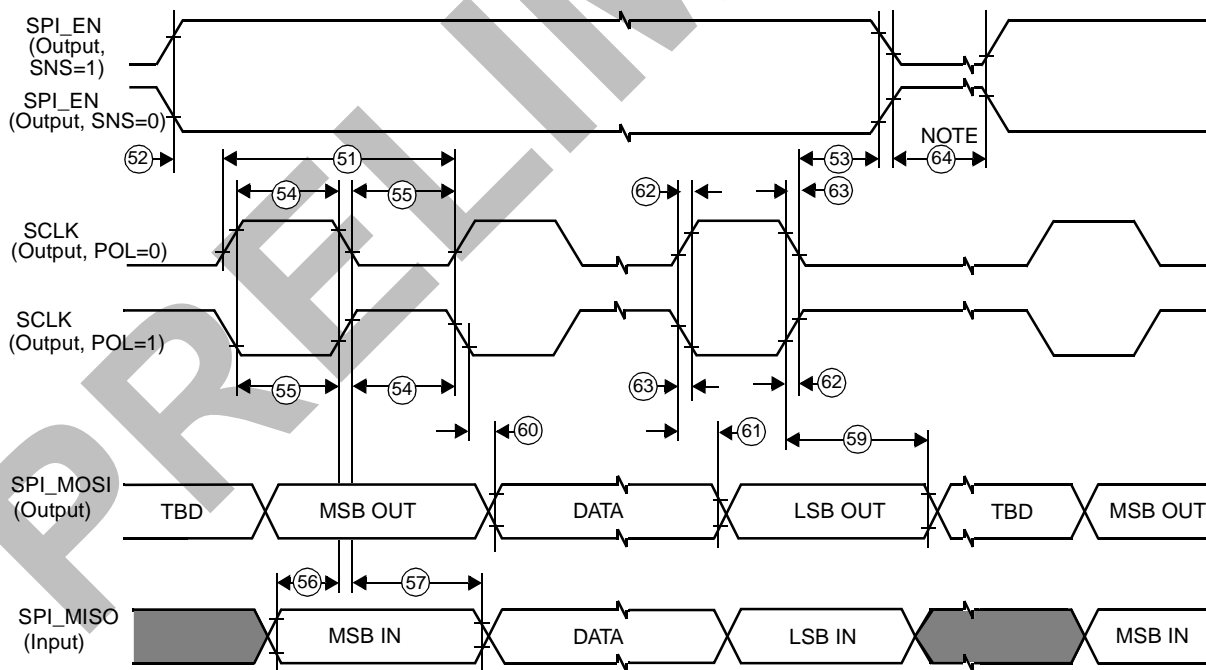 SPI_EN
(Output,
SNS=1)
SPI_EN
(Output, SNS=0)
NOTE
52
51
53
64
54
55
62
63
SCLK
(Output, POL=0)
SCLK
(Output, POL=1)
55
54
63
62
60
61
59
SPI_MOSI
(Output)
TBD
MSB OUT
DATA
LSB OUT
TBD
MSB OUT
56
57
SPI_MISO
(Input)
MSB IN
DATA
LSB IN
MSB IN
PRELIM